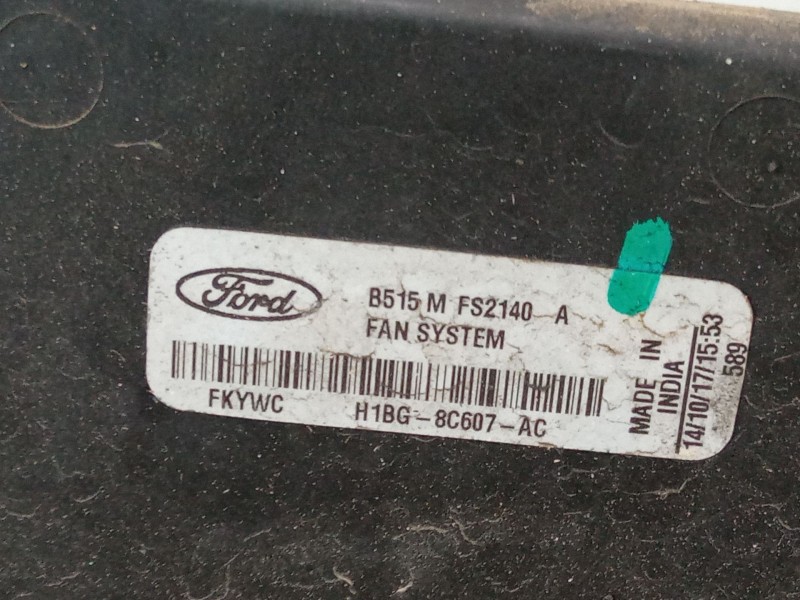 Ford
B515 M FS2140 A
FAN SYSTEM
FKYWC H1BG-8C607-AC
MADE IN
INDIA
14/10/17/15:53
589